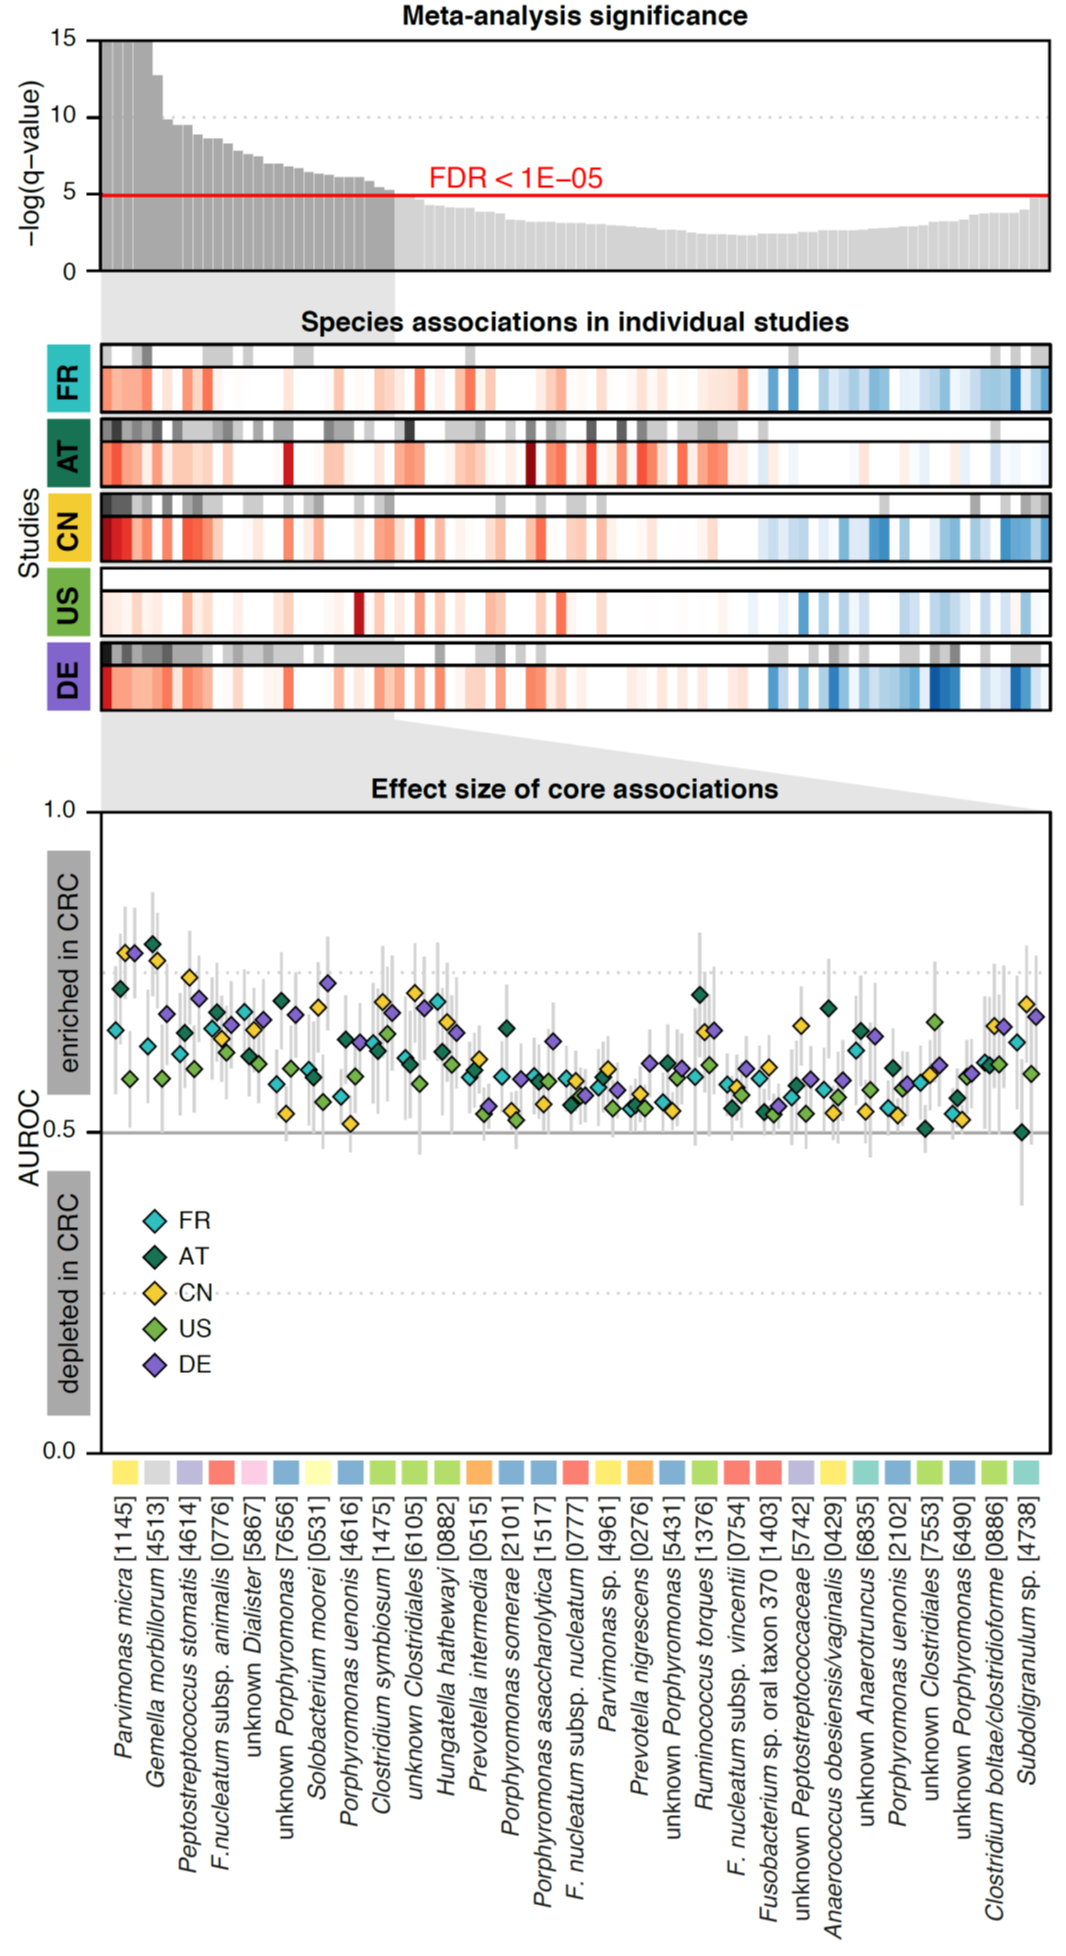 Meta-analysis significance
15
10
5
0
−log(q−value)
FDR < 1E−05
Species associations in individual studies
Studies
FR
AT
CN
US
DE
Effect size of core associations
1.0
0.5
0.0
AUROC
enriched in CRC
depleted in CRC
FR
AT
CN
US
DE
Parvimonas micra [1145]
Gemella morbillorum [4513]
Peptostreptococcus stomatis [4614]
F.nucleatum subsp. animalis [0776]
unknown Dialister [5867]
unknown Porphyromonas [7656]
Solobacterium moorei [0531]
Porphyromonas uenonis [4616]
Clostridium symbiosum [1475]
unknown Clostridiales [6105]
Hungatella hathewayi [0882]
Prevotella intermedia [0515]
Porphyromonas somerae [2101]
Porphyromonas asaccharolytica [1517]
F. nucleatum subsp. nucleatum [0777]
Parvimonas sp. [4961]
Prevotella nigrescens [0276]
unknown Porphyromonas [5431]
Ruminococcus torques [1376]
F. nucleatum subsp. vincentii [0754]
Fusobacterium sp. oral taxon 370 [1403]
unknown Peptostreptococcaceae [5742]
Anaerococcus obesiensis/vaginalis [0429]
unknown Anaerotruncus [6835]
Porphyromonas uenonis [2102]
unknown Clostridiales [7553]
unknown Porphyromonas [6490]
Clostridium boltae/clostridioforme [0886]
Subdoligranulum sp. [4738]